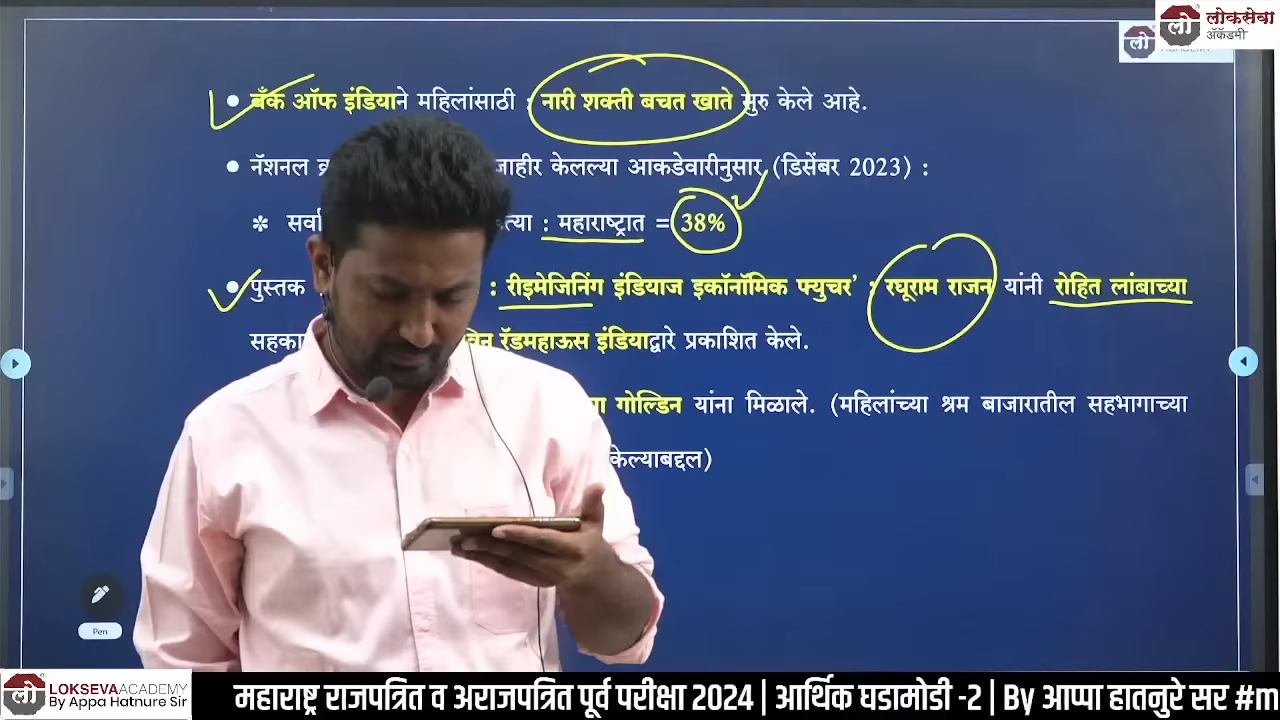 लो लोकसेवा
अ‍ॅकॅडमी
लो
• बँक ऑफ इंडियाने महिलांसाठी : नारी शक्ती बचत खाते सुरु केले आहे.
• नॅशनल जाहीर केलल्या आकडेवारीनुसार (डिसेंबर 2023) :
* : महाराष्ट्रात = 38%
• पुस्तक : रीइमेजिनिंग इंडियाज इकॉनॉमिक फ्युचर' : रघूराम राजन यांनी रोहित लांबाच्या
रॅडमहाऊस इंडियाद्वारे प्रकाशित केले.
गोल्डिन यांना मिळाले. (महिलांच्या श्रम बाजारातील सहभागाच्या
केल्याबद्दल)
Pen
लो LOKSEVA ACADEMY
By Appa Hatnure Sir
महाराष्ट्र राजपत्रित व अराजपत्रित पूर्व परीक्षा 2024 | आर्थिक घडामोडी -2 | By आप्पा हातनुरे सर #m